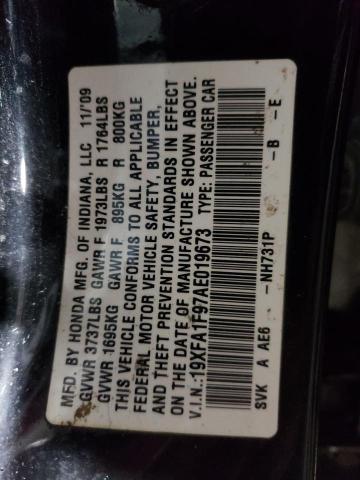 MFD. BY HONDA MFG. OF INDIANA, LLC 11/'09
GVWR 3737LBS GAWR F 1973LBS R 1764LBS
GVWR 1695KG GAWR F 895KG R 800KG
THIS VEHICLE CONFORMS TO ALL APPLICABLE
FEDERAL MOTOR VEHICLE SAFETY, BUMPER,
AND THEFT PREVENTION STANDARDS IN EFFECT
ON THE DATE OF MANUFACTURE SHOWN ABOVE.
V.I.N.:19XFA1F97AE019673 TYPE: PASSENGER CAR
SVK A AE6 -NH731P -B -E